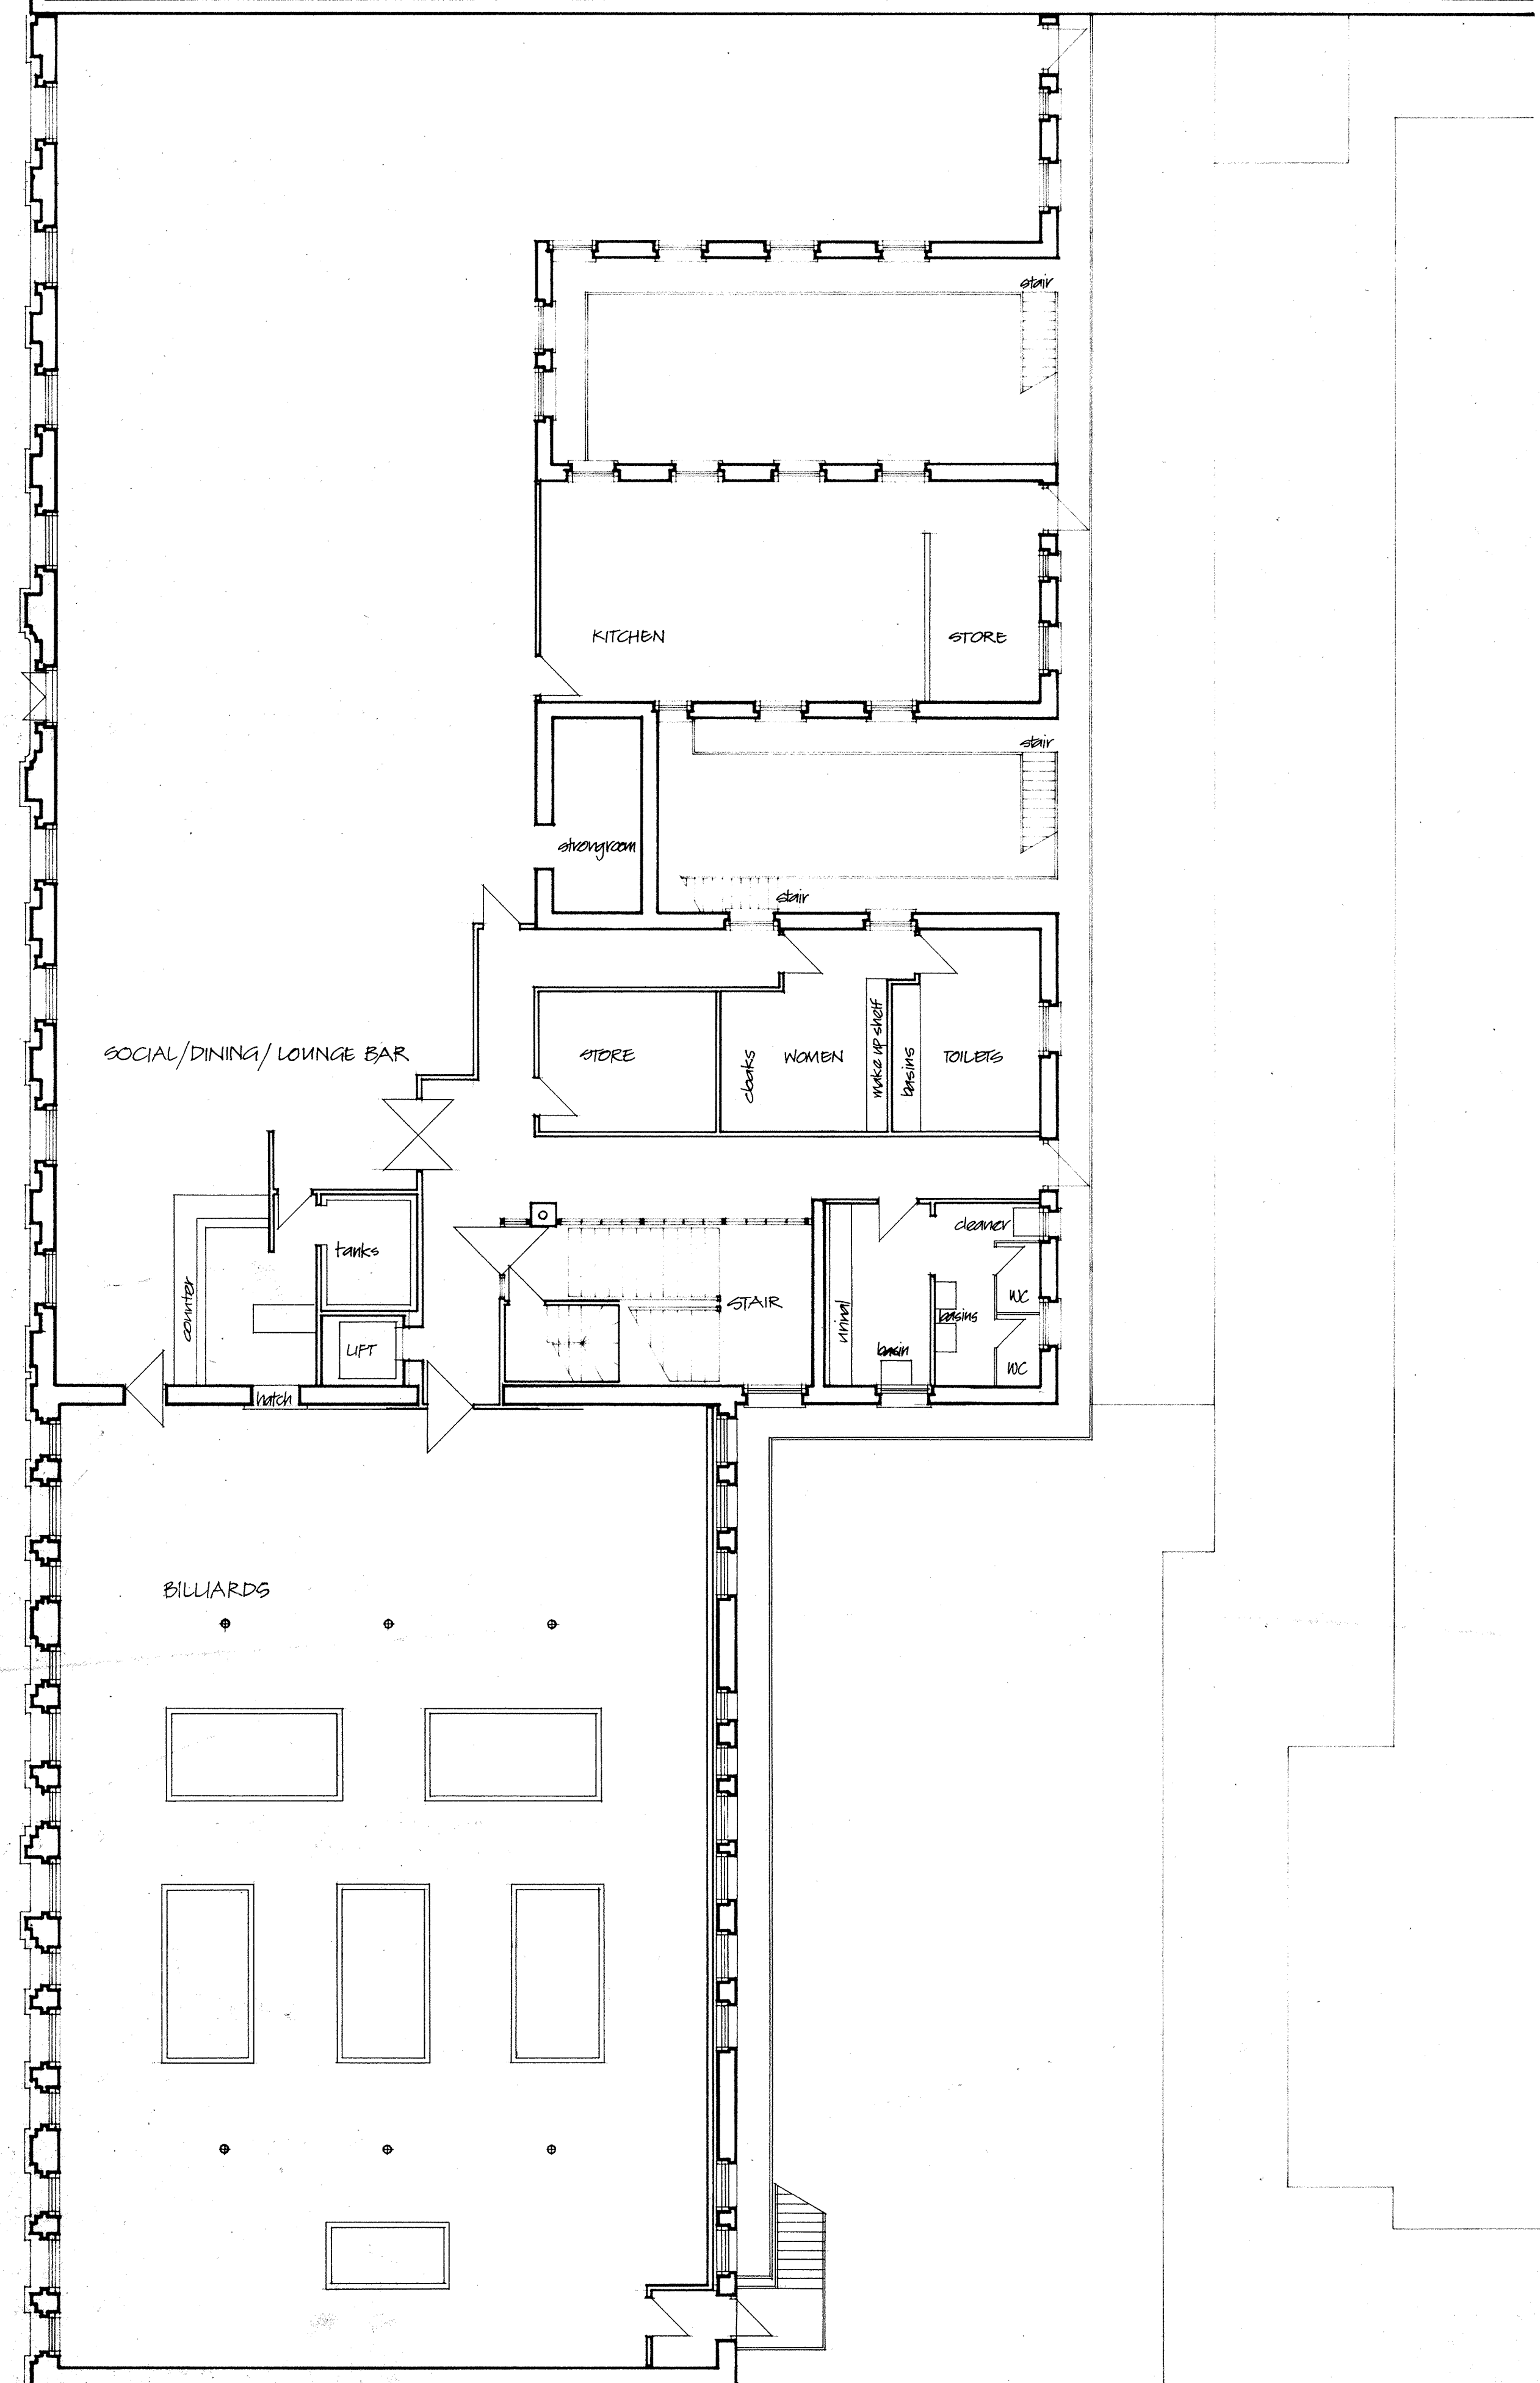 stair
KITCHEN
STORE
stair
strongroom
stair
SOCIAL/DINING/LOUNGE BAR
STORE
cloaks
WOMEN
make up shelf
basins
TOILETS
cleaner
tanks
counter
STAIR
urinal
WC
basins
LIFT
basin
WC
hatch
BILLIARDS